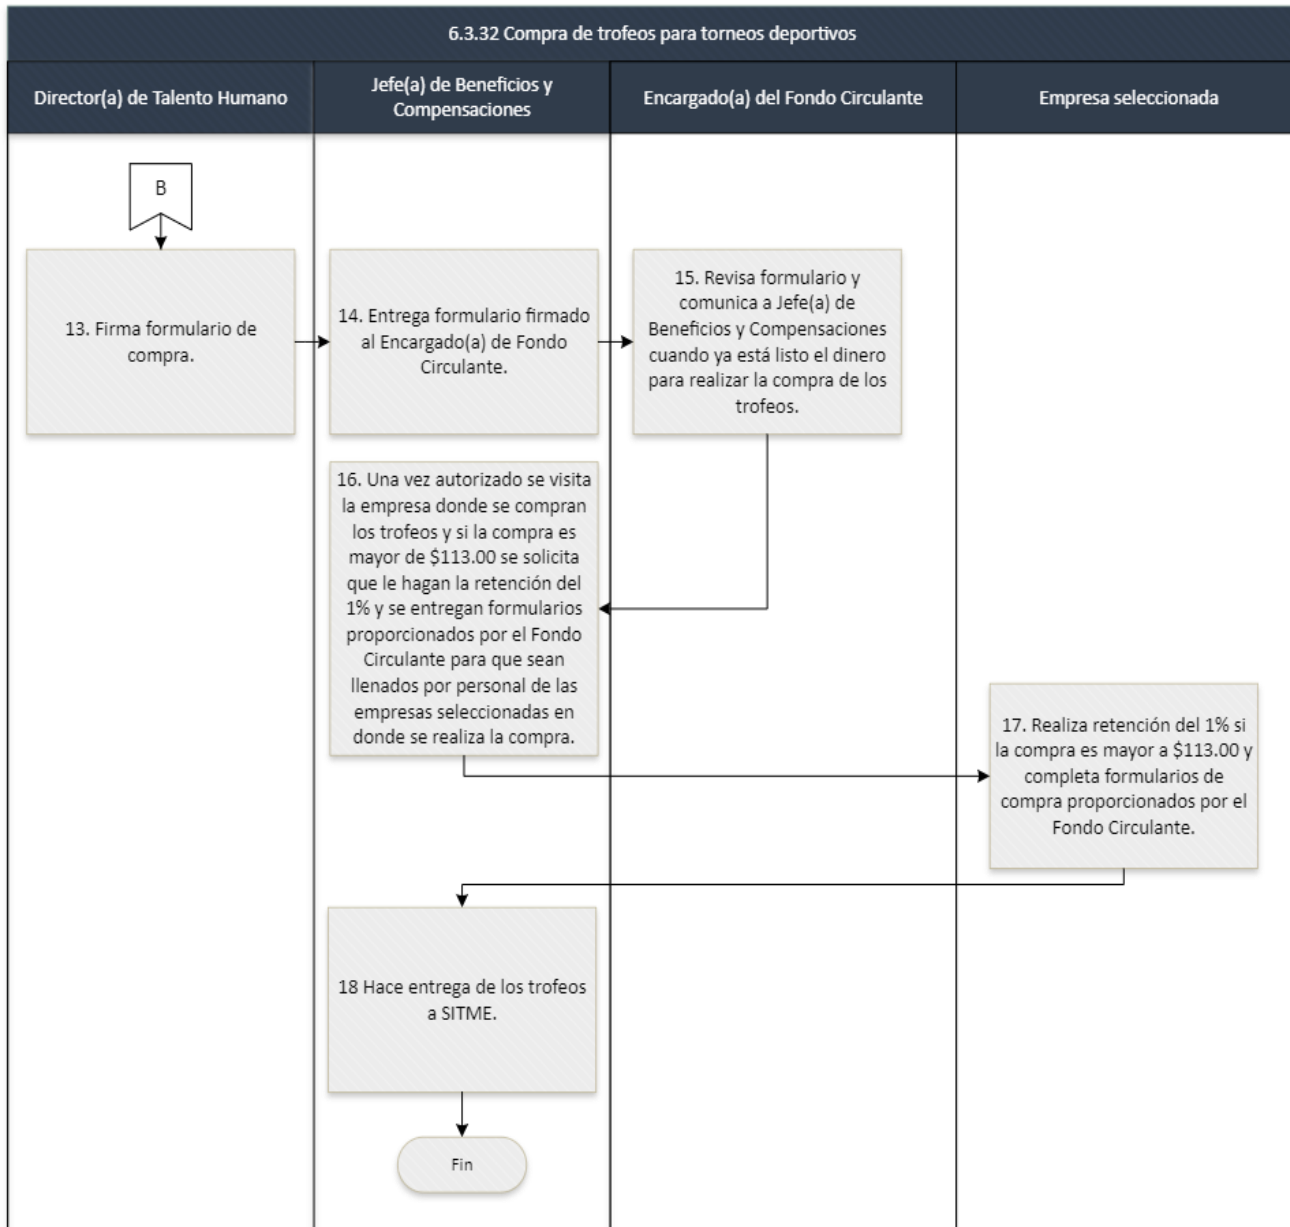 6.3.32 Compra de trofeos para torneos deportivos
Director(a) de Talento Humano
Jefe(a) de Beneficios y
Compensaciones
Encargado(a) del Fondo Circulante
Empresa seleccionada
B
13. Firma formulario de
compra.
14. Entrega formulario firmado
al Encargado(a) de Fondo
Circulante.
15. Revisa formulario y
comunica a Jefe(a) de
Beneficios y Compensaciones
cuando ya está listo el dinero
para realizar la compra de los
trofeos.
16. Una vez autorizado se visita
la empresa donde se compran
los trofeos y si la compra es
mayor de $113.00 se solicita
que le hagan la retención del
1% y se entregan formularios
proporcionados por el Fondo
Circulante para que sean
llenados por personal de las
empresas seleccionadas en
donde se realiza la compra.
17. Realiza retención del 1% si
la compra es mayor a $113.00 y
completa formularios de
compra proporcionados por el
Fondo Circulante.
18 Hace entrega de los trofeos
a SITME.
Fin